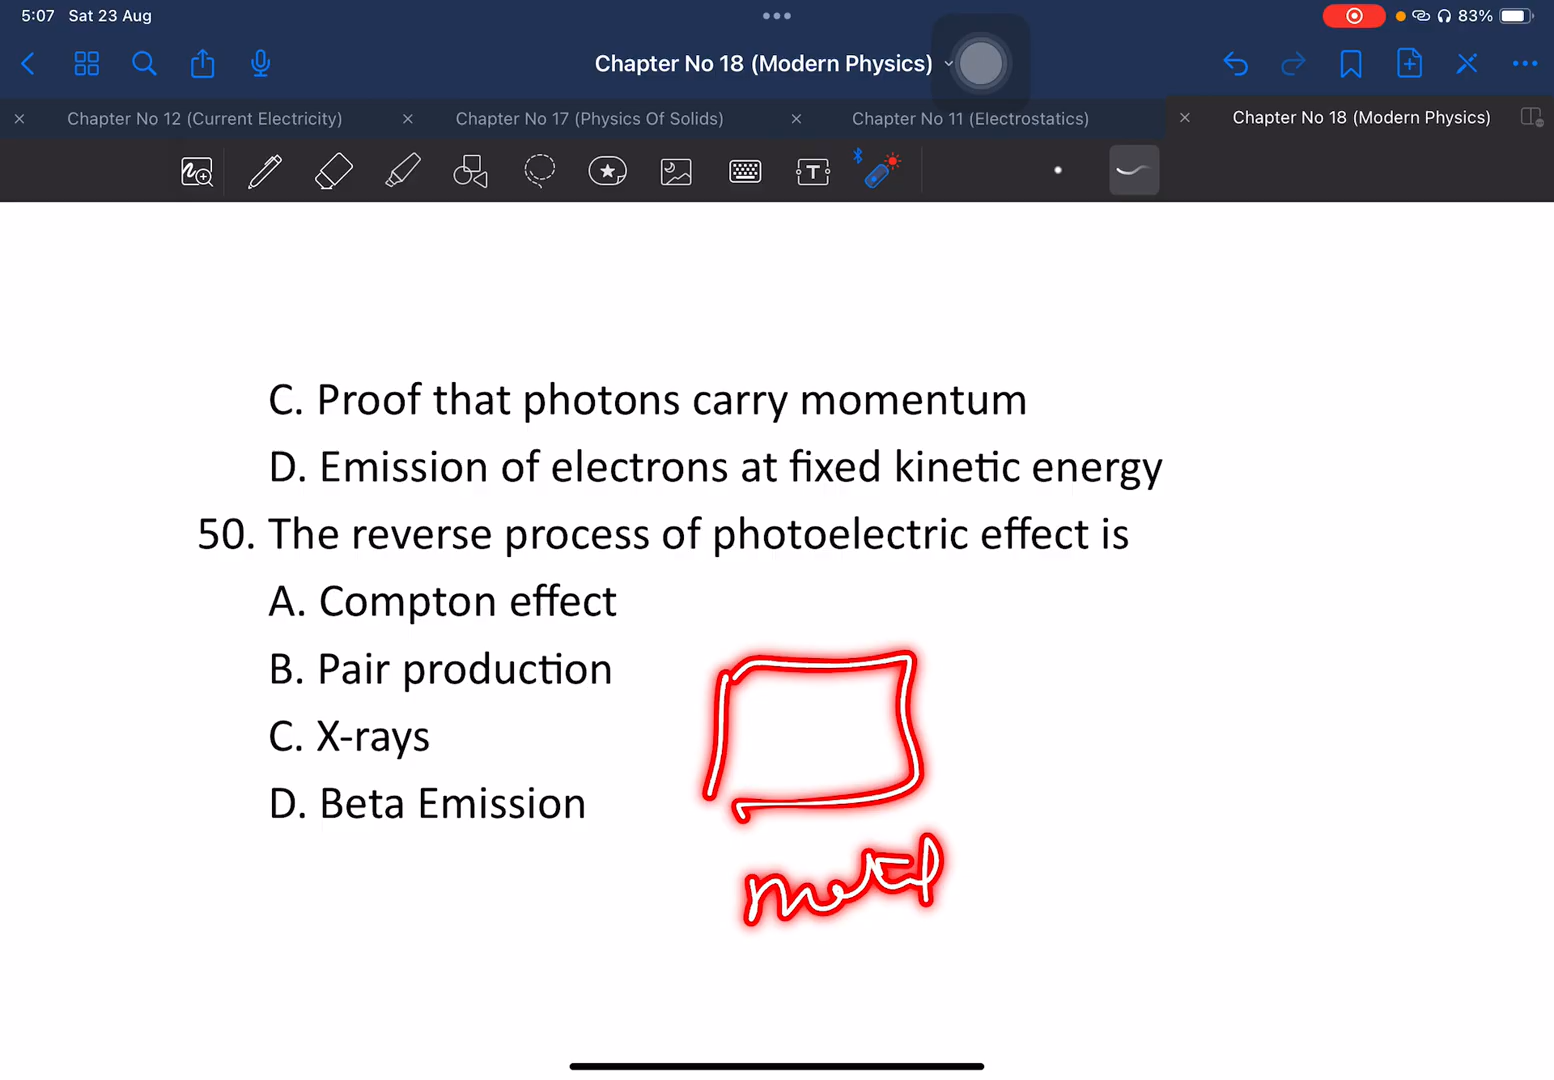 5:07 Sat 23 Aug
83%
Chapter No 18 (Modern Physics)
Chapter No 12 (Current Electricity)
Chapter No 17 (Physics Of Solids)
Chapter No 11 (Electrostatics)
Chapter No 18 (Modern Physics)
T
C. Proof that photons carry momentum
D. Emission of electrons at fixed kinetic energy
50. The reverse process of photoelectric effect is
A. Compton effect
B. Pair production
C. X-rays
D. Beta Emission
metal